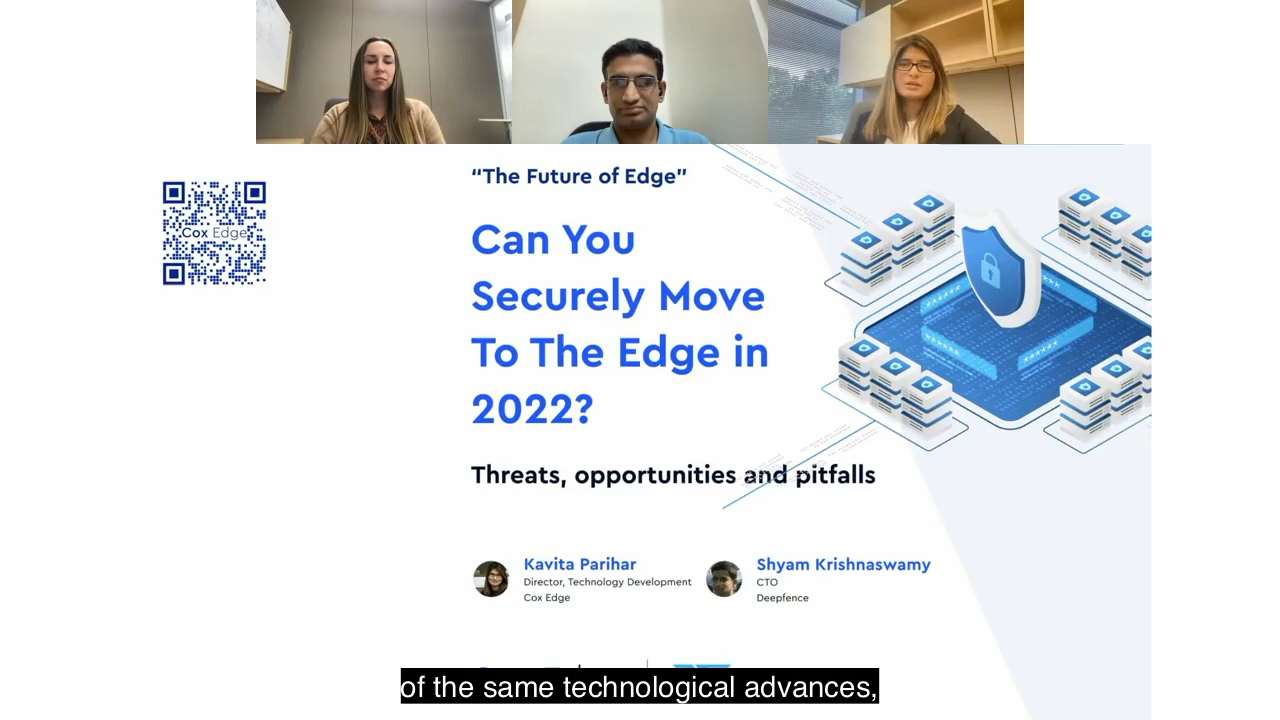 “The Future of Edge”
Cox Edge
Can You
Securely Move
To The Edge in
2022?
Threats, opportunities and pitfalls
Kavita Parihar
Director, Technology Development
Cox Edge
Shyam Krishnaswamy
CTO
Deepfence
of the same technological advances,